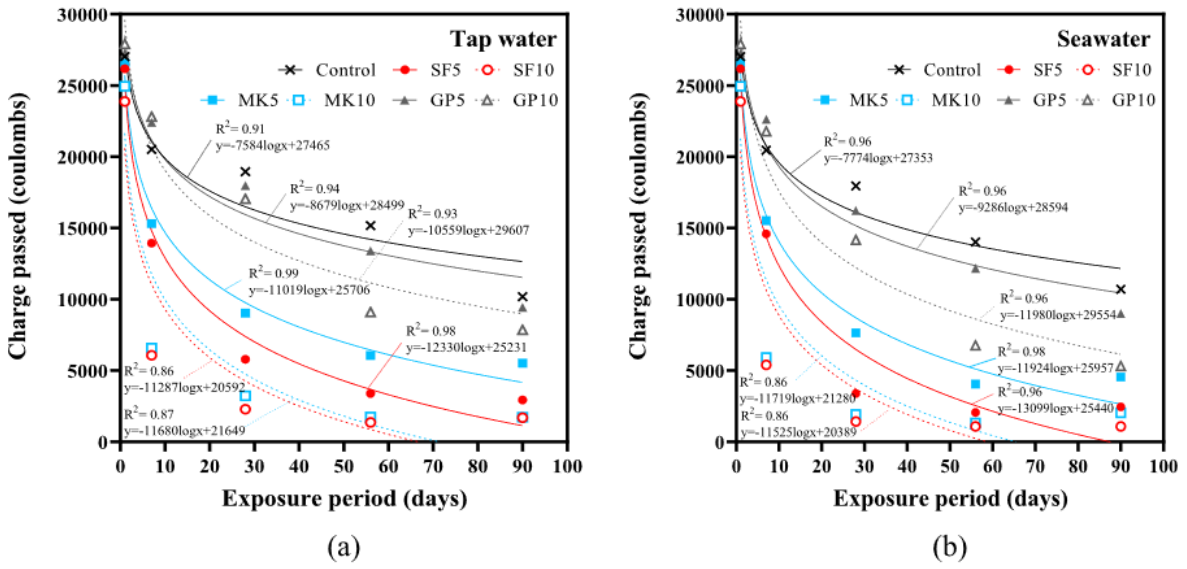 Tap water
Control SF5 SF10
MK5 MK10 GP5 GP10
R²= 0.91
y=-7584logx+27465
R²= 0.94
y=-8679logx+28499
R²= 0.93
y=-10559logx+29607
R²= 0.99
y=-11019logx+25706
R²= 0.98
y=-12330logx+25231
R²= 0.86
y=-11287logx+20592
R²= 0.87
y=-11680logx+21649
30000
25000
20000
15000
10000
5000
0
0 10 20 30 40 50 60 70 80 90 100
Charge passed (coulombs)
Exposure period (days)
(a)
Seawater
Control SF5 SF10
MK5 MK10 GP5 GP10
R²= 0.96
y=-7774logx+27353
R²= 0.96
y=-9286logx+28594
R²= 0.96
y=-11980logx+29554
R²= 0.98
y=-11924logx+25957
R²= 0.86
y=-11719logx+21280
R²= 0.96
y=-13099logx+25440
R²= 0.86
y=-11525logx+20389
30000
25000
20000
15000
10000
5000
0
0 10 20 30 40 50 60 70 80 90 100
Charge passed (coulombs)
Exposure period (days)
(b)